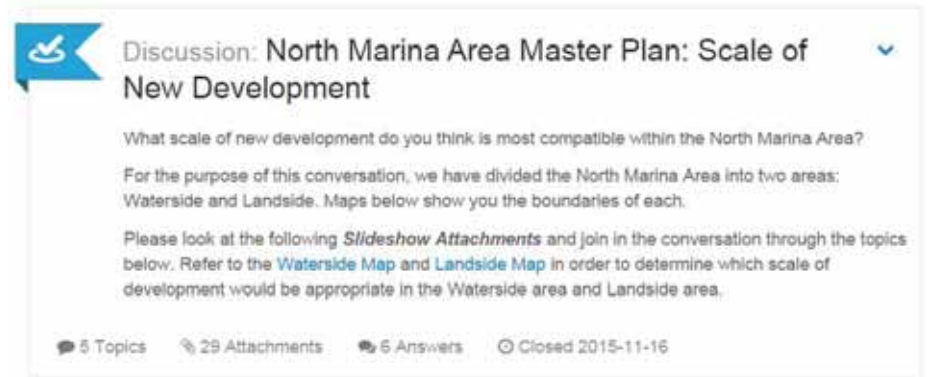 Discussion: North Marina Area Master Plan: Scale of
New Development
What scale of new development do you think is most compatible within the North Marina Area?
For the purpose of this conversation, we have divided the North Marina Area into two areas:
Waterside and Landside. Maps below show you the boundaries of each.
Please look at the following Slideshow Attachments and join in the conversation through the topics
below. Refer to the Waterside Map and Landside Map in order to determine which scale of
development would be appropriate in the Waterside area and Landside area.
5 Topics 29 Attachments 6 Answers Closed 2015-11-16